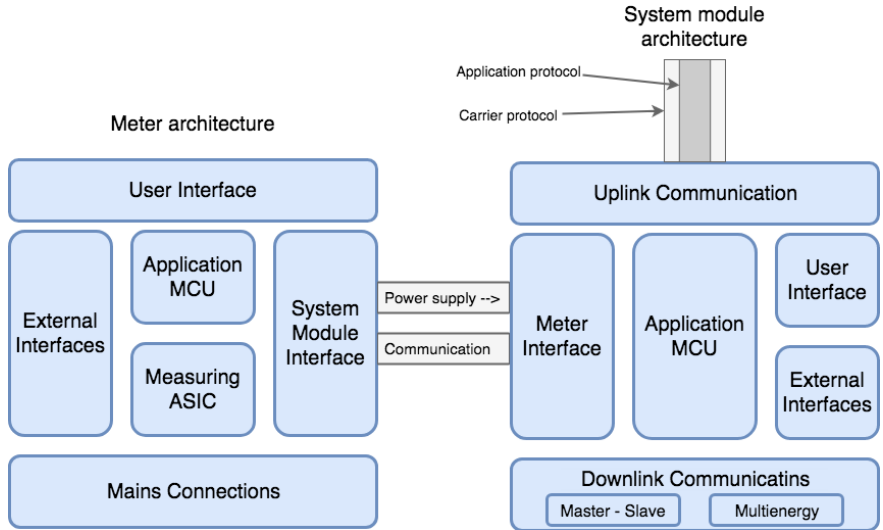 System module
architecture
Application protocol
Carrier protocol
Meter architecture
User Interface
External
Interfaces
Application
MCU
Measuring
ASIC
System
Module
Interface
Mains Connections
Power supply -->
Communication
Uplink Communication
Meter
Interface
Application
MCU
User
Interface
External
Interfaces
Downlink Communicatins
Master - Slave
Multienergy